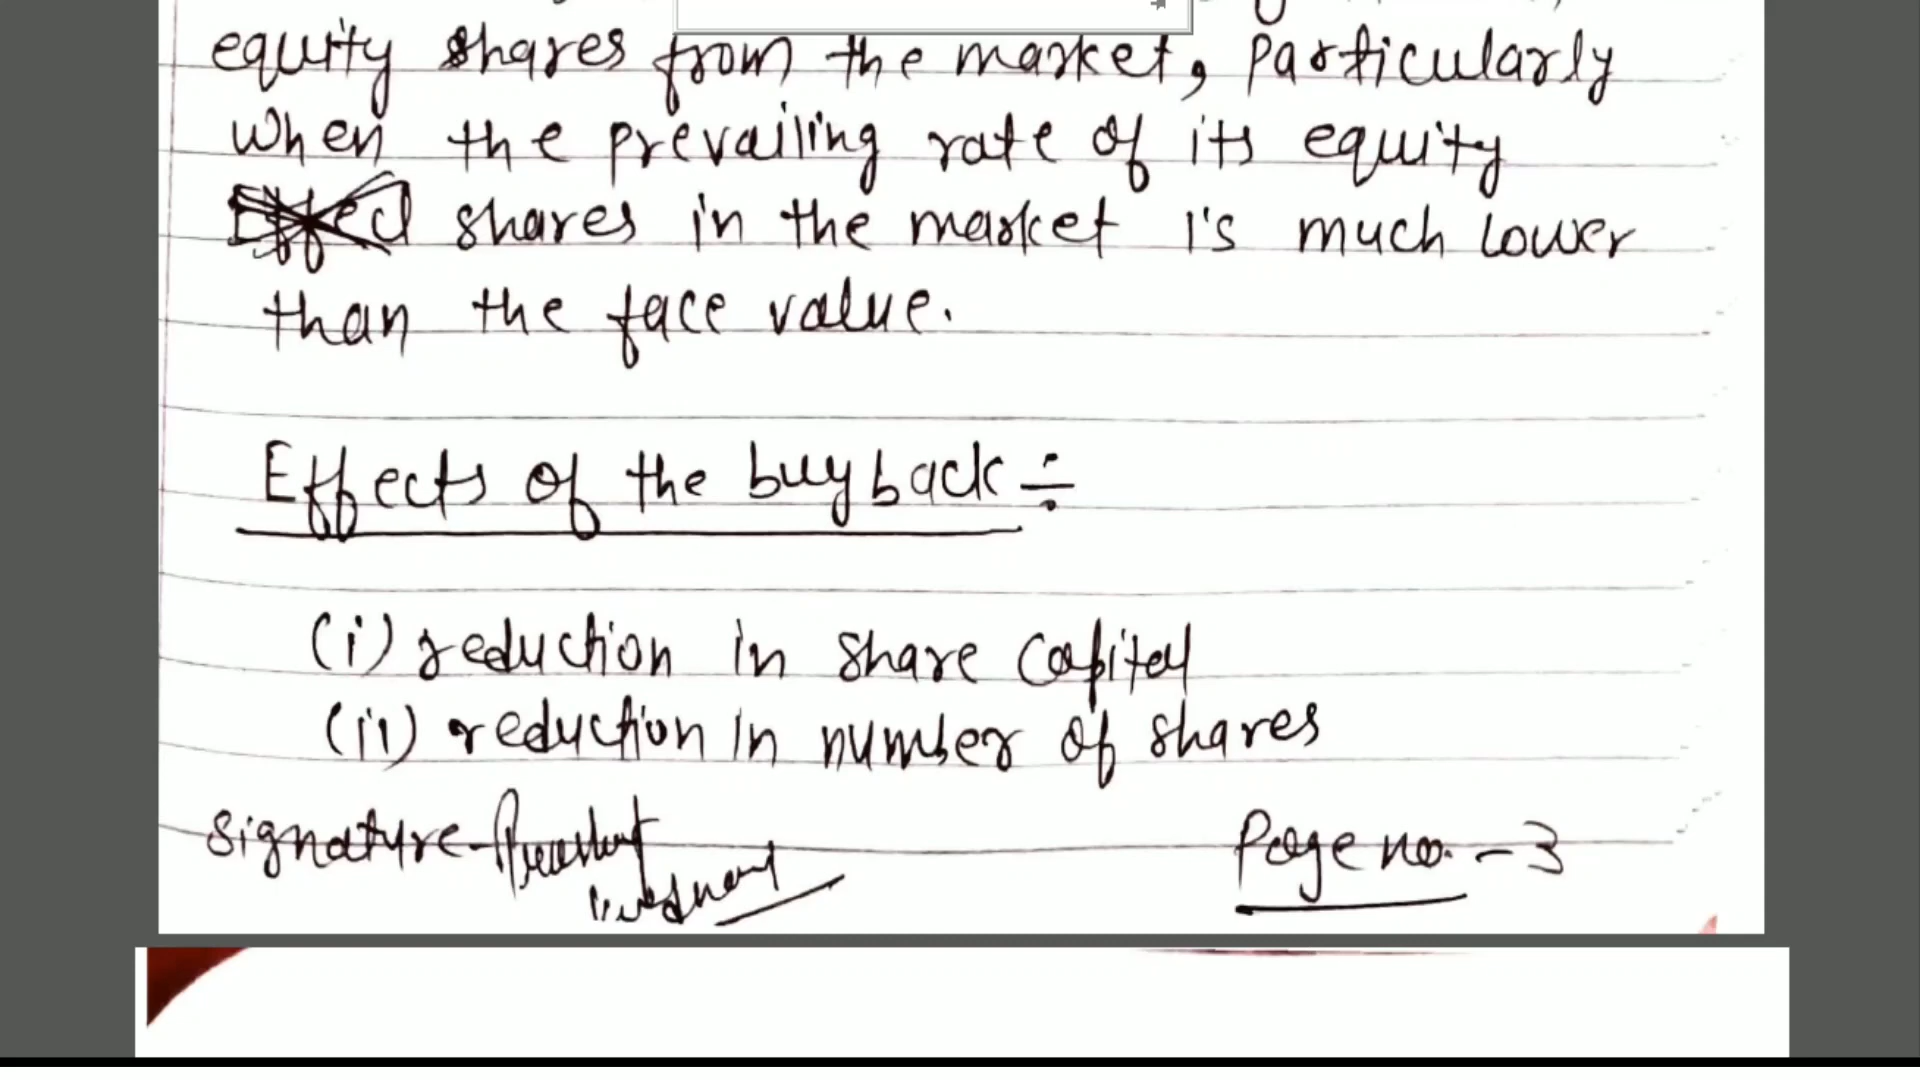 equity shares from the market, particularly
when the prevailing rate of its equity
shares in the market is much lower
than the face value.
Effects of the buyback ÷
(i) reduction in share capital
(ii) reduction in number of shares
Signature-
Page no. - 3